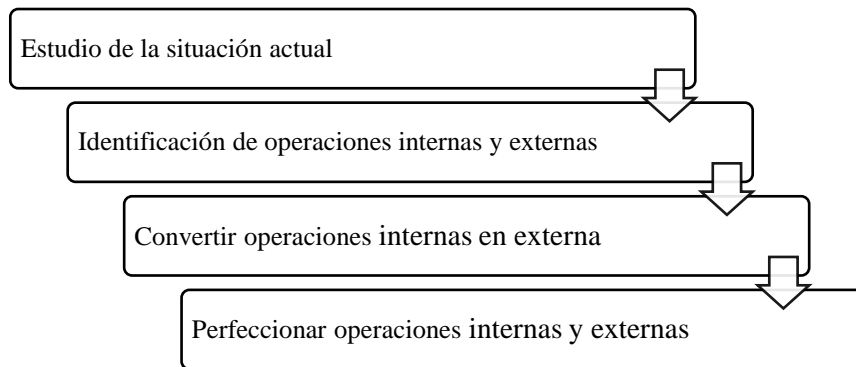 Estudio de la situación actual
Identificación de operaciones internas y externas
Convertir operaciones internas en externa
Perfeccionar operaciones internas y externas